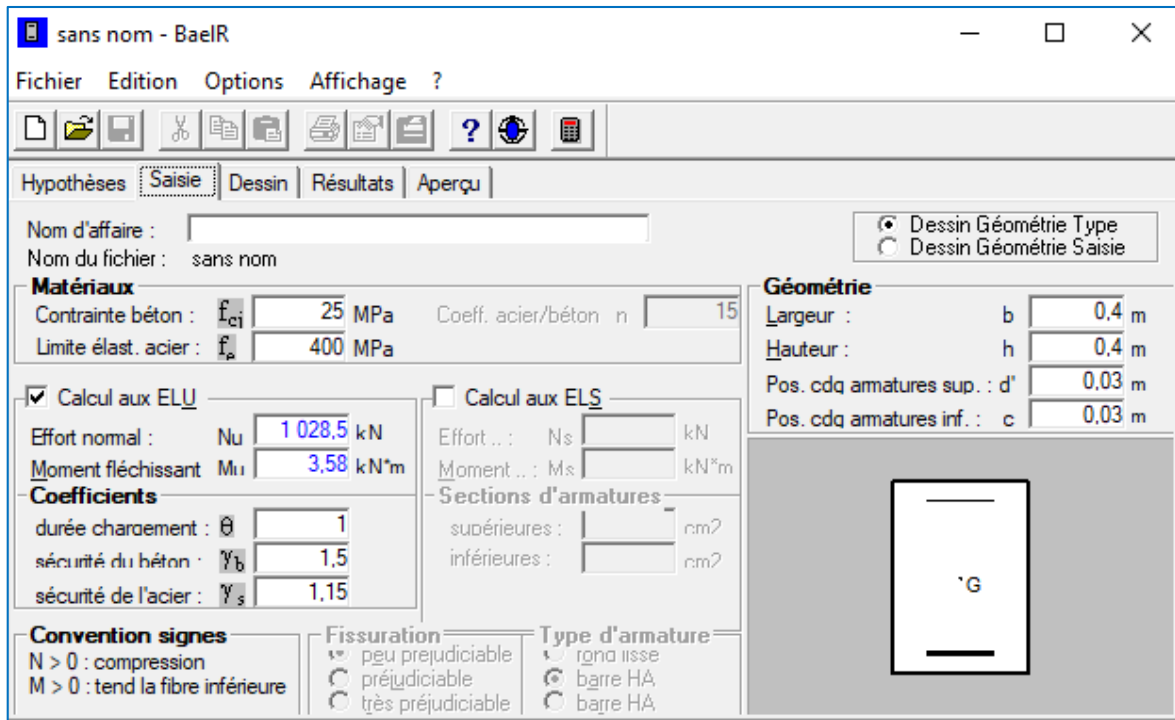 sans nom - BaelR
Fichier Edition Options Affichage ?
Hypothèses Saisie Dessin Résultats Aperçu
Nom d'affaire :
Dessin Géométrie Type
Nom du fichier : sans nom
Dessin Géométrie Saisie
Matériaux
Contrainte béton : fcj 25 MPa Coeff. acier/béton n 15
Limite élast. acier : fe 400 MPa
Géométrie
Largeur : b 0,4 m
Hauteur : h 0,4 m
Pos. cdg armatures sup. : d' 0,03 m
Pos. cdg armatures inf. : c 0,03 m
Calcul aux ELU
Effort normal : Nu 1 028,5 kN
Moment fléchissant Mu 3,58 kN*m
Coefficients
durée chargement : θ 1
sécurité du béton : γb 1,5
sécurité de l'acier : γs 1,15
Calcul aux ELS
Effort .. : Ns kN
Moment .. : Ms kN*m
Sections d'armatures
supérieures : cm2
inférieures : cm2
G
Convention signes
N > 0 : compression
M > 0 : tend la fibre inférieure
Fissuration
peu prejudiciable
préjudiciable
très préjudiciable
Type d'armature
rond lisse
barre HA
barre HA